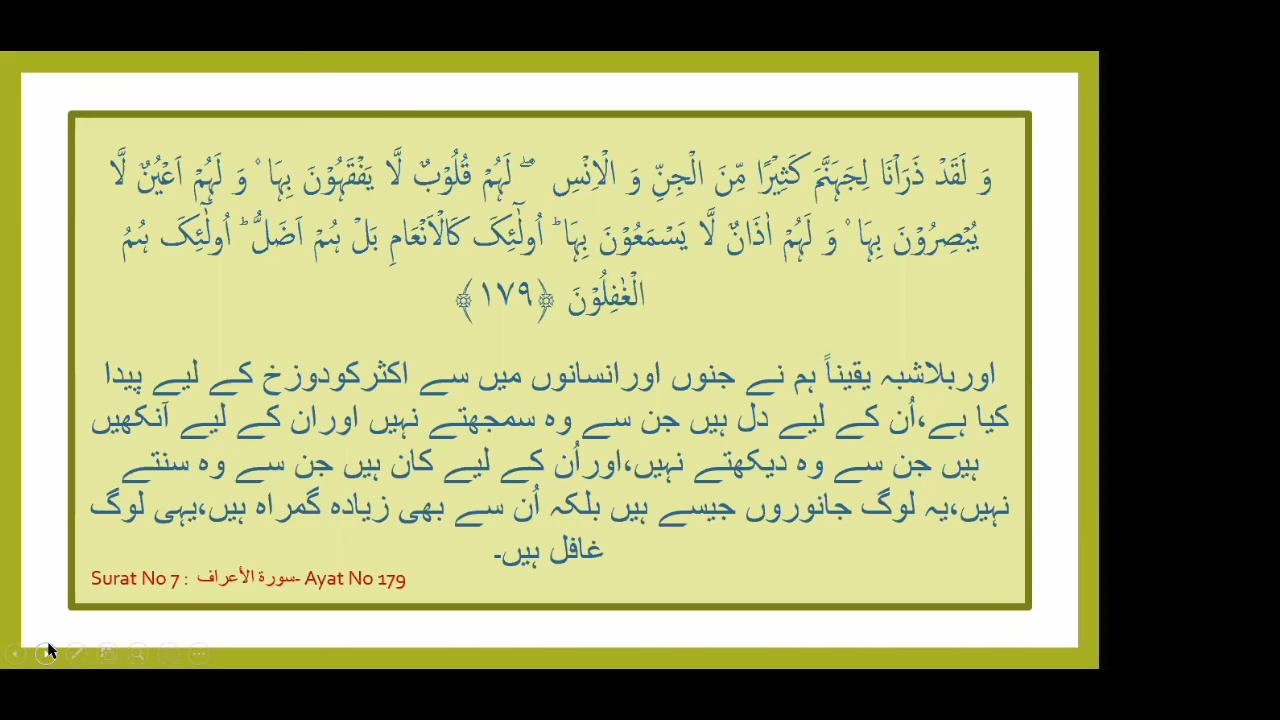 وَ لَقَدۡ ذَرَاۡنَا لِجَہَنَّمَ کَثِیۡرًا مِّنَ الۡجِنِّ وَ الۡاِنۡسِ ۫ۖ لَہُمۡ قُلُوۡبٌ لَّا یَفۡقَہُوۡنَ بِہَا ۫ وَ لَہُمۡ اَعۡیُنٌ لَّا
یُبۡصِرُوۡنَ بِہَا ۫ وَ لَہُمۡ اٰذَانٌ لَّا یَسۡمَعُوۡنَ بِہَا ؕ اُولٰٓئِکَ کَالۡاَنۡعَامِ بَلۡ ہُمۡ اَضَلُّ ؕ اُولٰٓئِکَ ہُمُ
الۡغٰفِلُوۡنَ ﴿۱۷۹﴾
اوربلاشبہ یقیناً ہم نے جنوں اورانسانوں میں سے اکثرکودوزخ کے لیے پیدا
کیا ہے،اُن کے لیے دل ہیں جن سے وہ سمجھتے نہیں اوران کے لیے آنکھیں
ہیں جن سے وہ دیکھتے نہیں،اوراُن کے لیے کان ہیں جن سے وہ سنتے
نہیں،یہ لوگ جانوروں جیسے ہیں بلکہ اُن سے بھی زیادہ گمراہ ہیں،یہی لوگ
غافل ہیں۔
Surat No 7 : سورة الأعراف- Ayat No 179